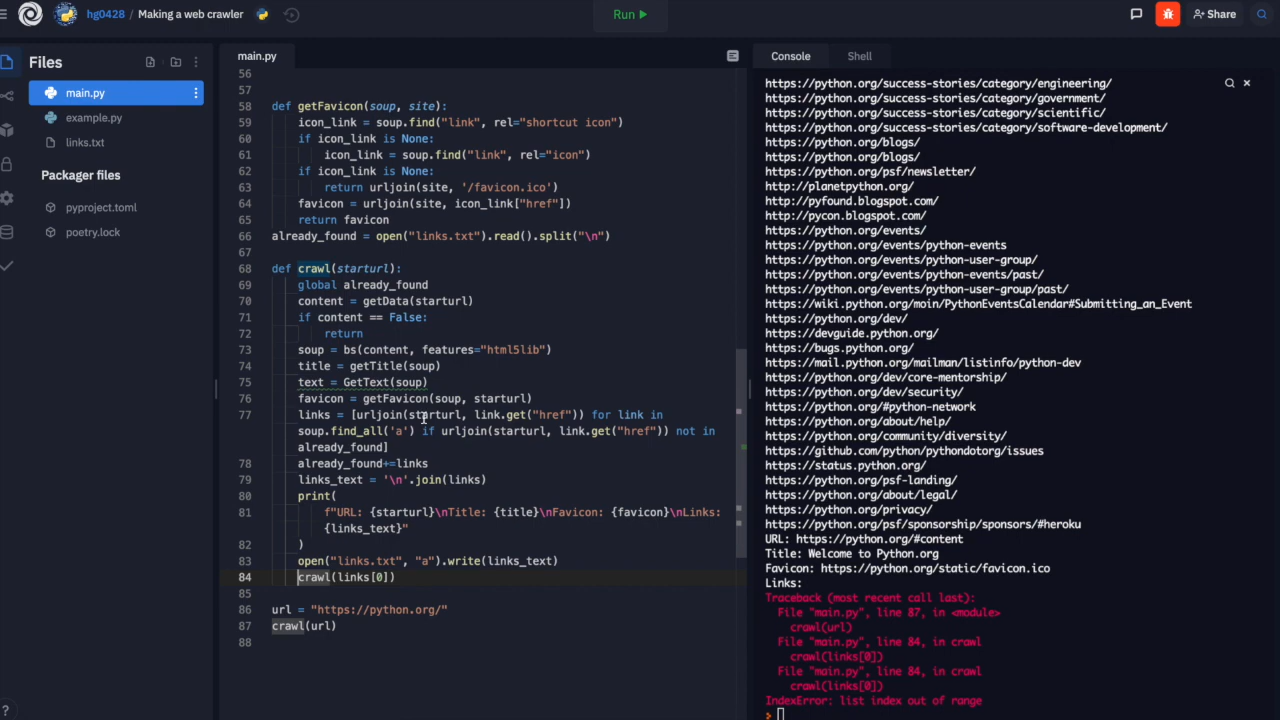 hg0428 / Making a web crawler
Run
Share
Files
main.py
example.py
links.txt
Packager files
pyproject.toml
poetry.lock
?
main.py
56
57
58 def getFavicon(soup, site):
59 icon_link = soup.find("link", rel="shortcut icon")
60 if icon_link is None:
61 icon_link = soup.find("link", rel="icon")
62 if icon_link is None:
63 return urljoin(site, '/favicon.ico')
64 favicon = urljoin(site, icon_link["href"])
65 return favicon
66 already_found = open("links.txt").read().split("\n")
67
68 def crawl(starturl):
69 global already_found
70 content = getData(starturl)
71 if content == False:
72 return
73 soup = bs(content, features="html5lib")
74 title = getTitle(soup)
75 text = GetText(soup)
76 favicon = getFavicon(soup, starturl)
77 links = [urljoin(starturl, link.get("href")) for link in
soup.find_all('a') if urljoin(starturl, link.get("href")) not in
already_found]
78 already_found+=links
79 links_text = '\n'.join(links)
80 print(
81 f"URL: {starturl}\nTitle: {title}\nFavicon: {favicon}\nLinks:
{links_text}"
82 )
83 open("links.txt", "a").write(links_text)
84 crawl(links[0])
85
86 url = "https://python.org/"
87 crawl(url)
88
Console Shell
https://python.org/success-stories/category/engineering/
https://python.org/success-stories/category/government/
https://python.org/success-stories/category/scientific/
https://python.org/success-stories/category/software-development/
https://python.org/blogs/
https://python.org/blogs/
https://python.org/psf/newsletter/
http://planetpython.org/
http://pyfound.blogspot.com/
http://pycon.blogspot.com/
https://python.org/events/
https://python.org/events/python-events
https://python.org/events/python-user-group/
https://python.org/events/python-events/past/
https://python.org/events/python-user-group/past/
https://wiki.python.org/moin/PythonEventsCalendar#Submitting_an_Event
https://python.org/dev/
https://devguide.python.org/
https://bugs.python.org/
https://mail.python.org/mailman/listinfo/python-dev
https://python.org/dev/core-mentorship/
https://python.org/dev/security/
https://python.org/#python-network
https://python.org/about/help/
https://python.org/community/diversity/
https://github.com/python/pythondotorg/issues
https://status.python.org/
https://python.org/psf-landing/
https://python.org/about/legal/
https://python.org/privacy/
https://python.org/psf/sponsorship/sponsors/#heroku
URL: https://python.org/#content
Title: Welcome to Python.org
Favicon: https://python.org/static/favicon.ico
Links:
Traceback (most recent call last):
File "main.py", line 87, in <module>
crawl(url)
File "main.py", line 84, in crawl
crawl(links[0])
File "main.py", line 84, in crawl
crawl(links[0])
IndexError: list index out of range